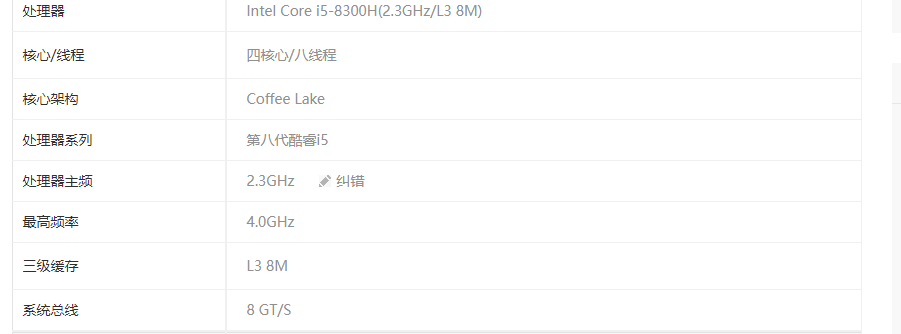 处理器 Intel Core i5-8300H(2.3GHz/L3 8M)
核心/线程 四核心/八线程
核心架构 Coffee Lake
处理器系列 第八代酷睿i5
处理器主频 2.3GHz 纠错
最高频率 4.0GHz
三级缓存 L3 8M
系统总线 8 GT/S